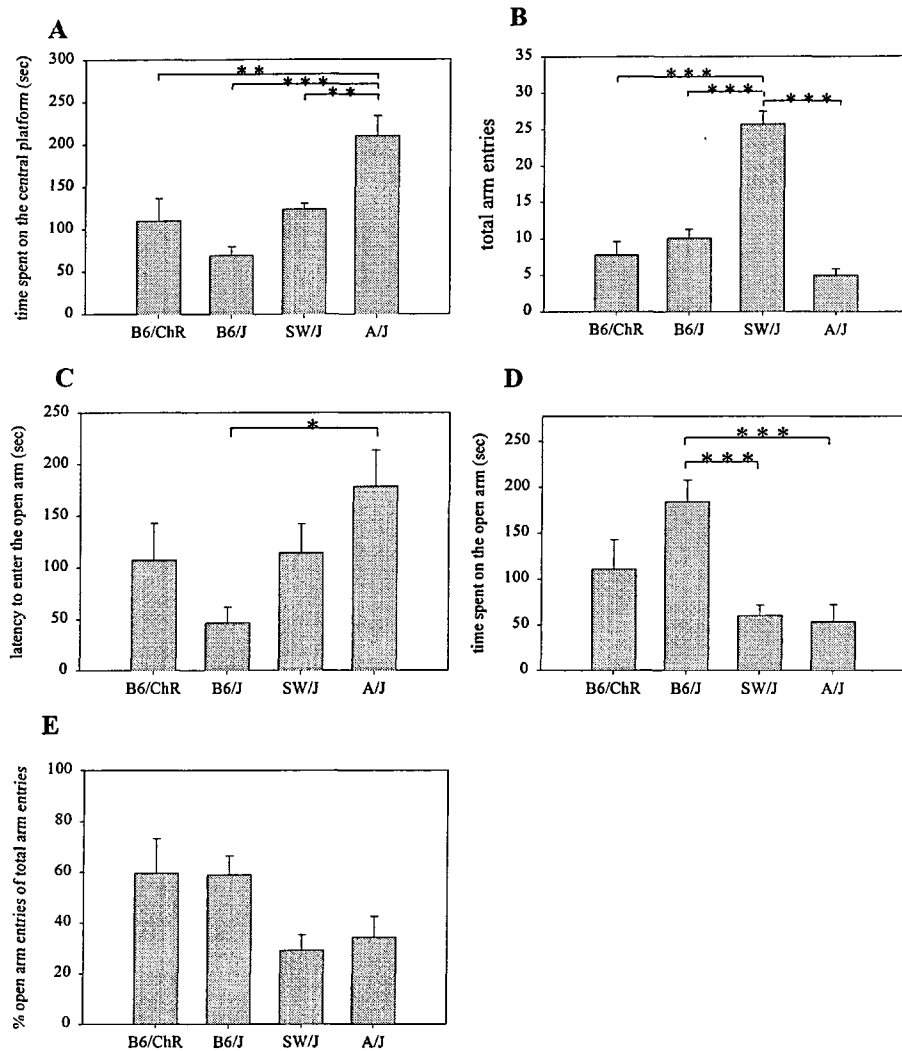 A
time spent on the central platform (sec)
300
250
200
150
100
50
0
**
***
**
B6/ChR
B6/J
SW/J
A/J
B
total arm entries
35
30
25
20
15
10
5
0
***
***
***
B6/ChR
B6/J
SW/J
A/J
C
latency to enter the open arm (sec)
250
200
150
100
50
0
*
B6/ChR
B6/J
SW/J
A/J
D
time spent on the open arm (sec)
250
200
150
100
50
0
***
***
B6/ChR
B6/J
SW/J
A/J
E
% open arm entries of total arm entries
100
80
60
40
20
0
B6/ChR
B6/J
SW/J
A/J